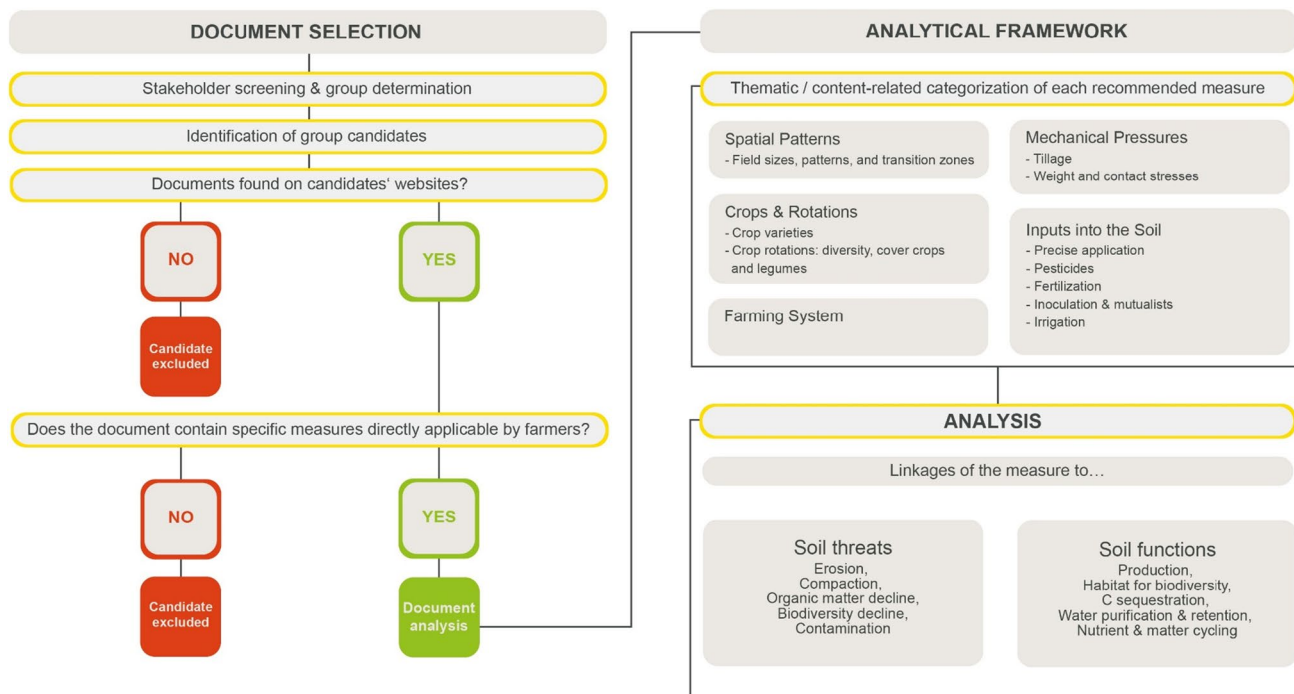 DOCUMENT SELECTION
Stakeholder screening & group determination
Identification of group candidates
Documents found on candidates‘ websites?
NO
YES
Candidate
excluded
Does the document contain specific measures directly applicable by farmers?
NO
YES
Candidate
excluded
Document
analysis
ANALYTICAL FRAMEWORK
Thematic / content-related categorization of each recommended measure
Spatial Patterns
- Field sizes, patterns, and transition zones
Crops & Rotations
- Crop varieties
- Crop rotations: diversity, cover crops
and legumes
Farming System
Mechanical Pressures
- Tillage
- Weight and contact stresses
Inputs into the Soil
- Precise application
- Pesticides
- Fertilization
- Inoculation & mutualists
- Irrigation
ANALYSIS
Linkages of the measure to…
Soil threats
Erosion,
Compaction,
Organic matter decline,
Biodiversity decline,
Contamination
Soil functions
Production,
Habitat for biodiversity,
C sequestration,
Water purification & retention,
Nutrient & matter cycling